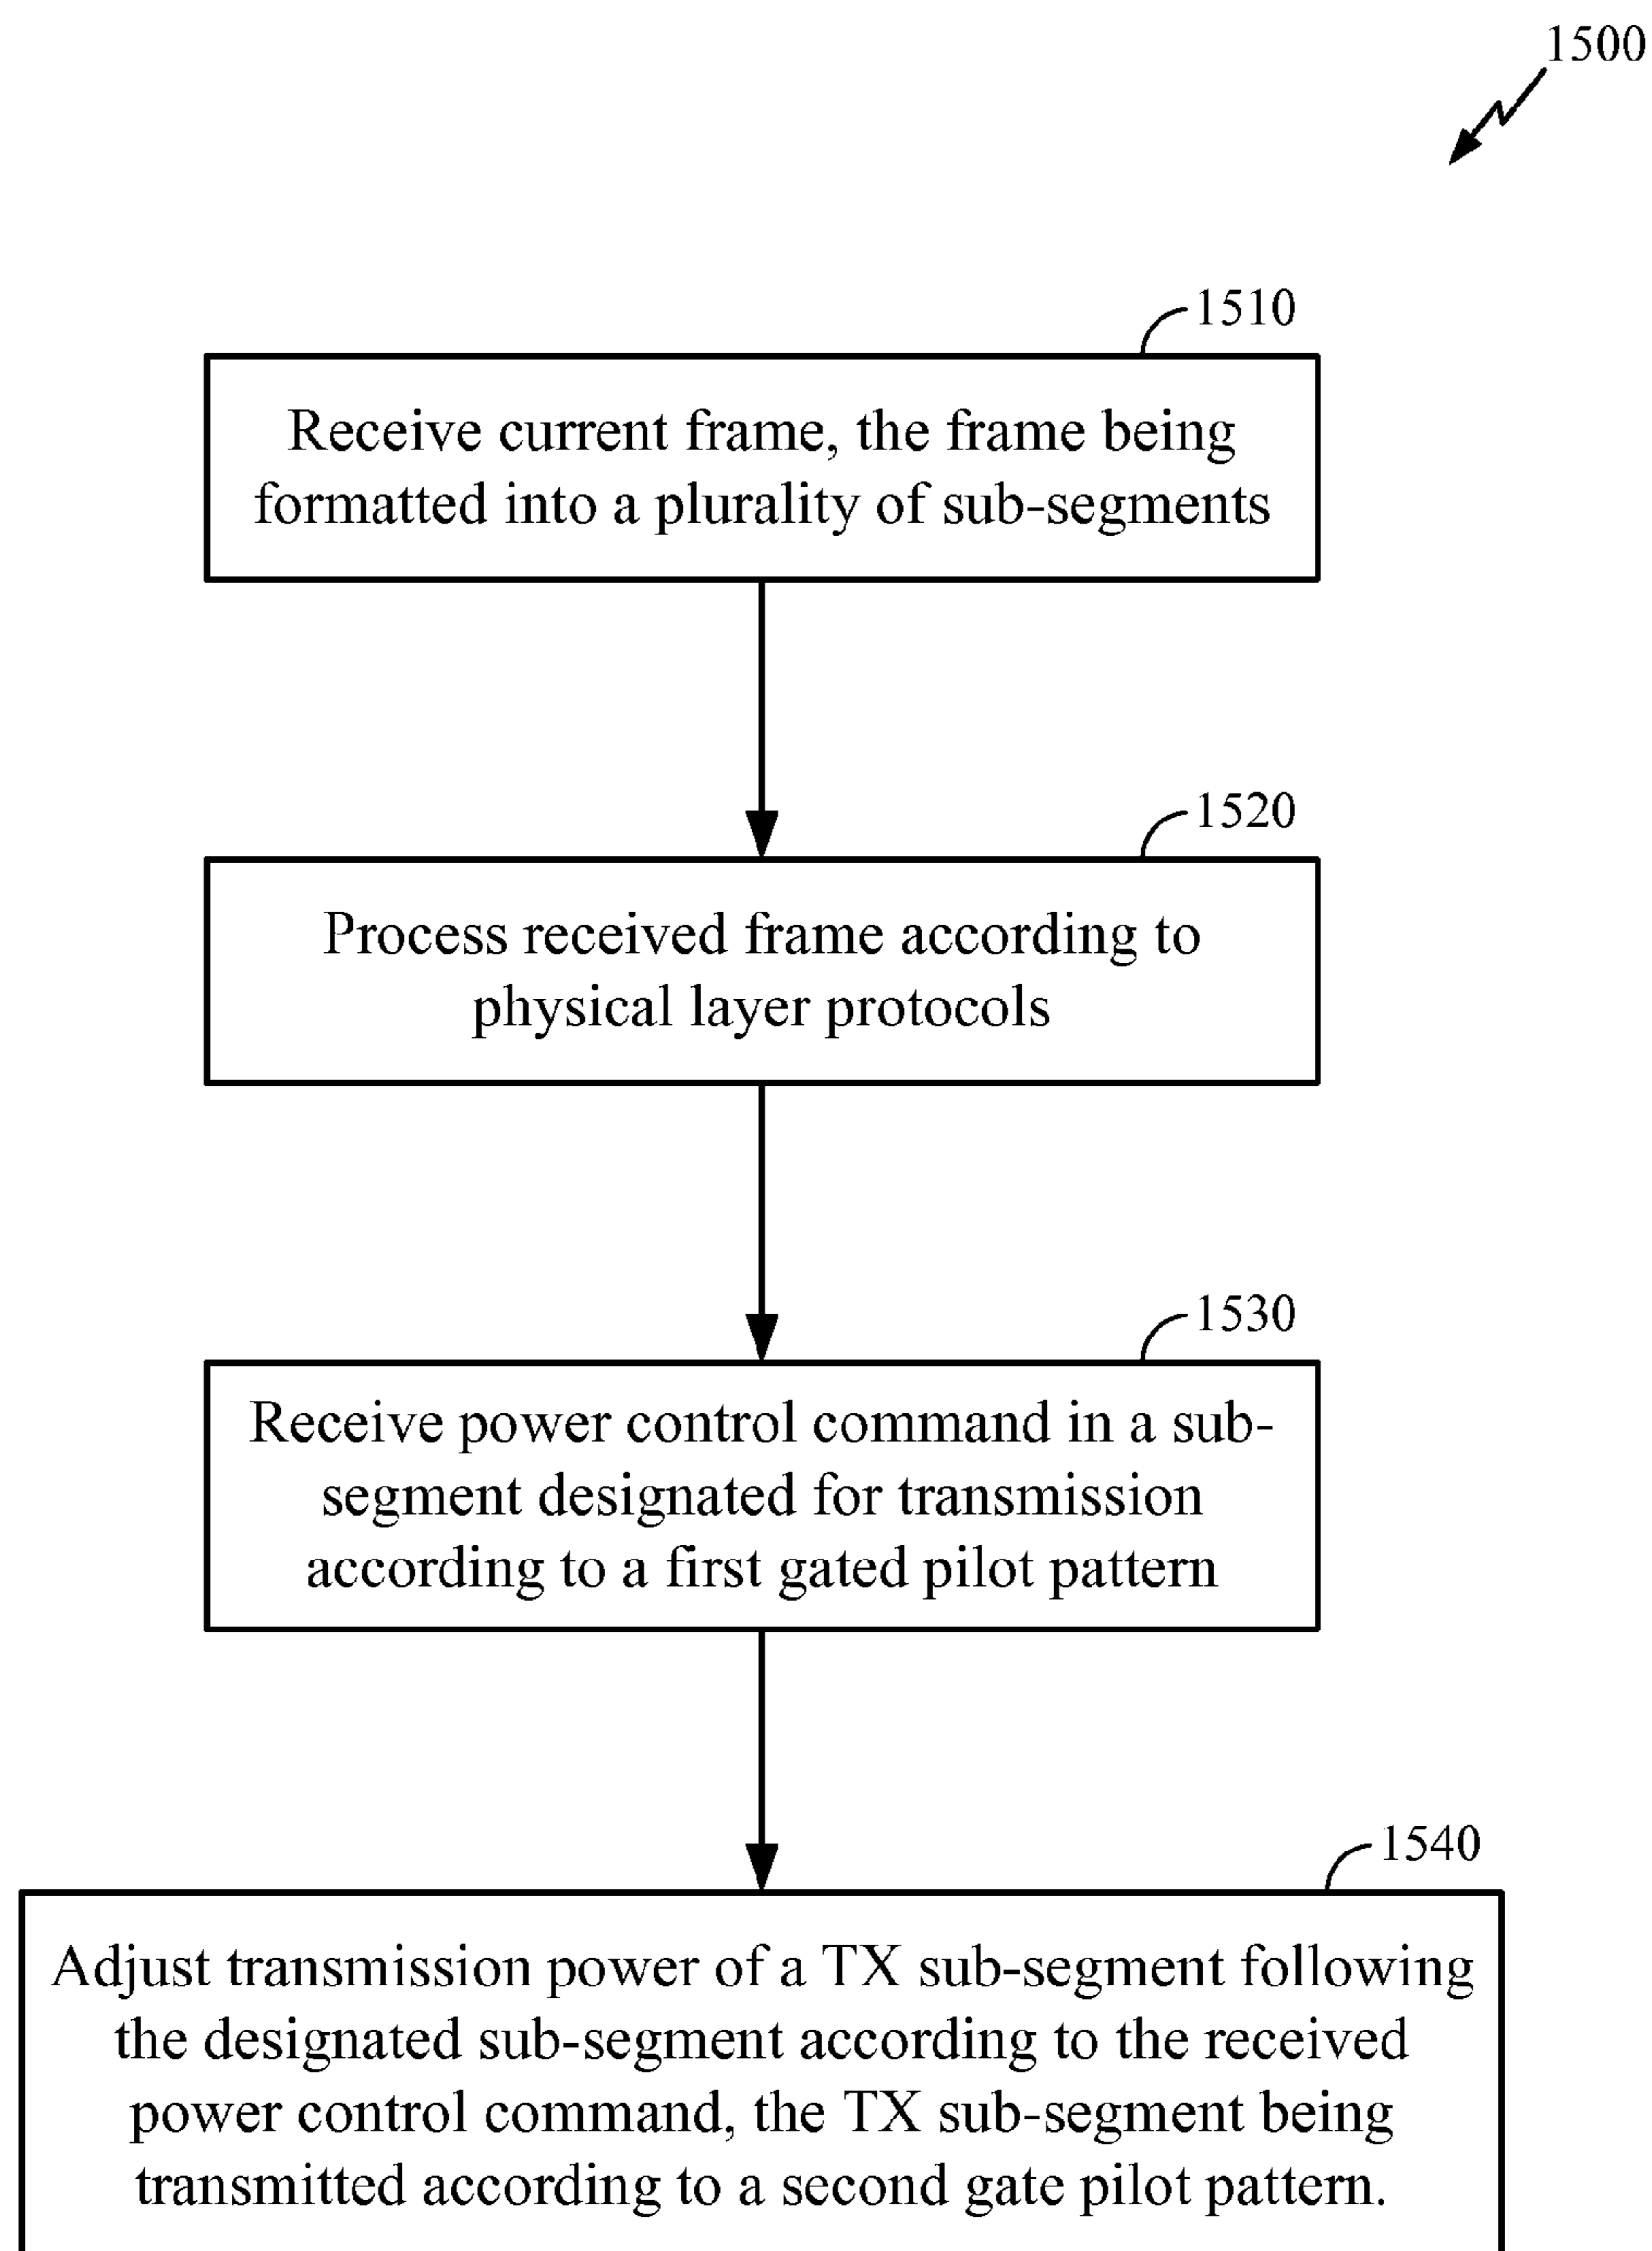 1500
1510
Receive current frame, the frame being
formatted into a plurality of sub-segments
1520
Process received frame according to
physical layer protocols
1530
Receive power control command in a sub-
segment designated for transmission
according to a first gated pilot pattern
1540
Adjust transmission power of a TX sub-segment following
the designated sub-segment according to the received
power control command, the TX sub-segment being
transmitted according to a second gate pilot pattern.